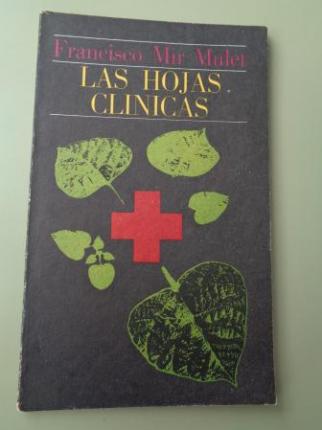 Francisco Mir Mulet
LAS HOJAS
CLINICAS